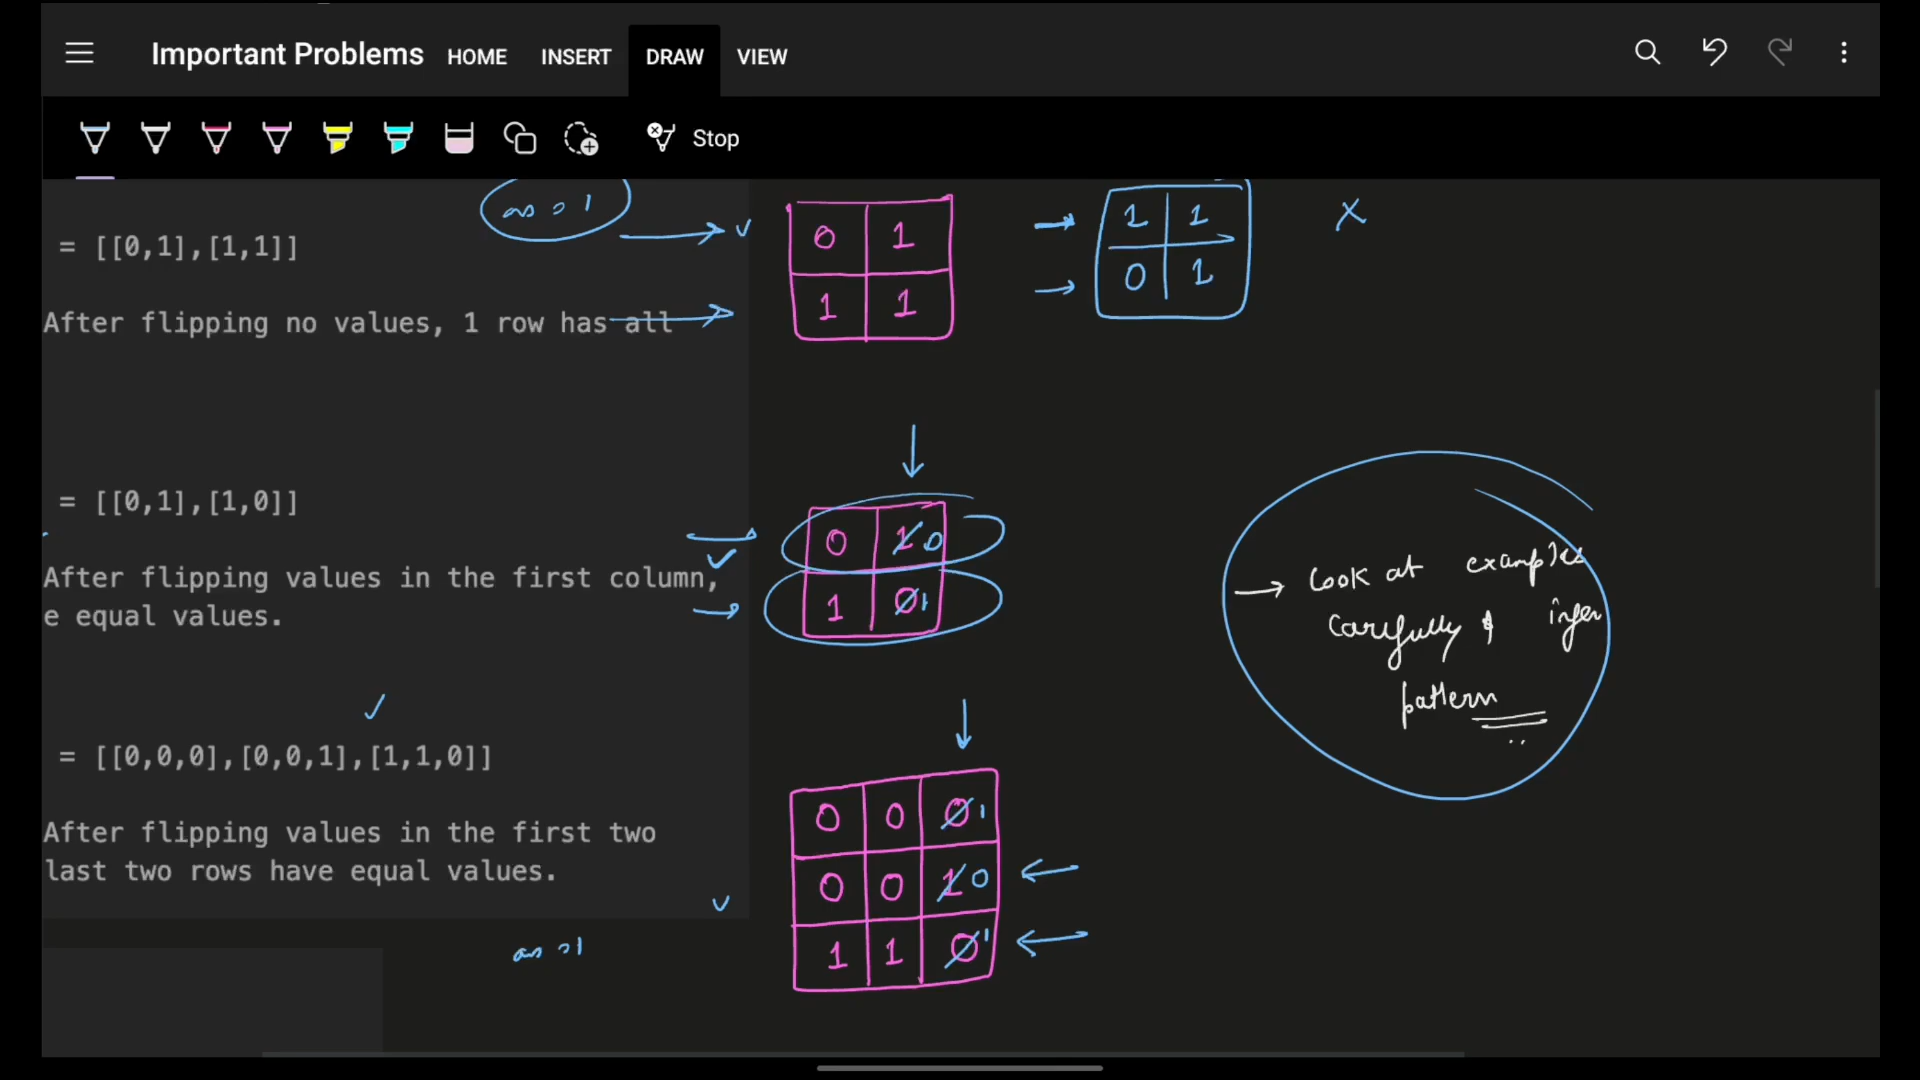 Important Problems HOME INSERT DRAW VIEW
Stop
= [[0,1],[1,1]]
After flipping no values, 1 row has all
= [[0,1],[1,0]]
After flipping values in the first column,
e equal values.
= [[0,0,0],[0,0,1],[1,1,0]]
After flipping values in the first two
last two rows have equal values.
0 1
1 1
1 1
0 1
x
0 1 0
1 0 1
0 0 0 1
0 0 1 0
1 1 0 1
→ Look at examples
carefully & infer
pattern